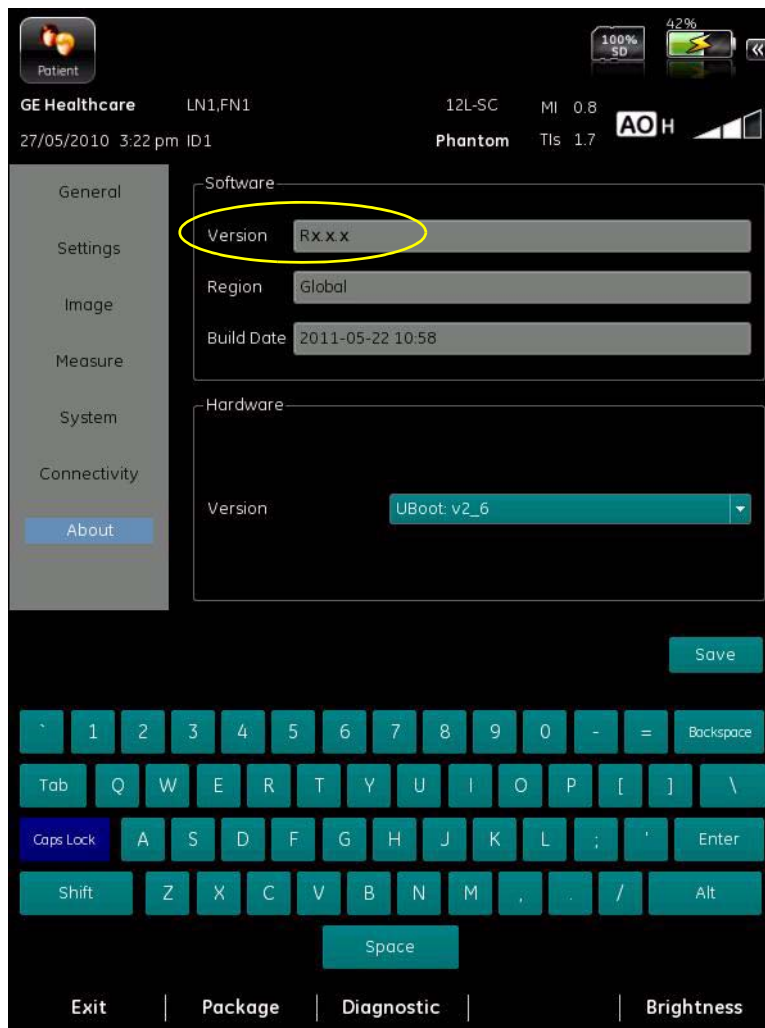 42%
100%
SD
Patient
GE Healthcare LN1,FN1 12L-SC MI 0.8
AO H
27/05/2010 3:22 pm ID1 Phantom TIs 1.7
General
Settings
Image
Measure
System
Connectivity
About
Software
Version Rx.x.x
Region Global
Build Date 2011-05-22 10:58
Hardware
Version UBoot: v2_6
Save
` 1 2 3 4 5 6 7 8 9 0 - = Backspace
Tab Q W E R T Y U I O P [ ] \
Caps Lock A S D F G H J K L ; ' Enter
Shift Z X C V B N M , . / Alt
Space
Exit Package Diagnostic Brightness